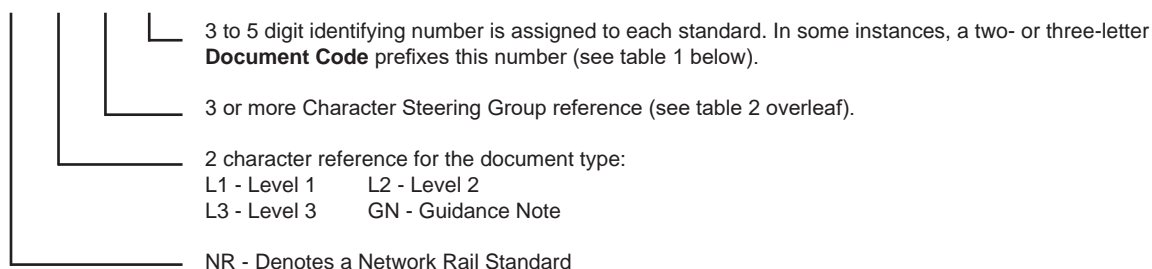 3 to 5 digit identifying number is assigned to each standard. In some instances, a two- or three-letter
Document Code prefixes this number (see table 1 below).
3 or more Character Steering Group reference (see table 2 overleaf).
2 character reference for the document type:
L1 - Level 1 L2 - Level 2
L3 - Level 3 GN - Guidance Note
NR - Denotes a Network Rail Standard